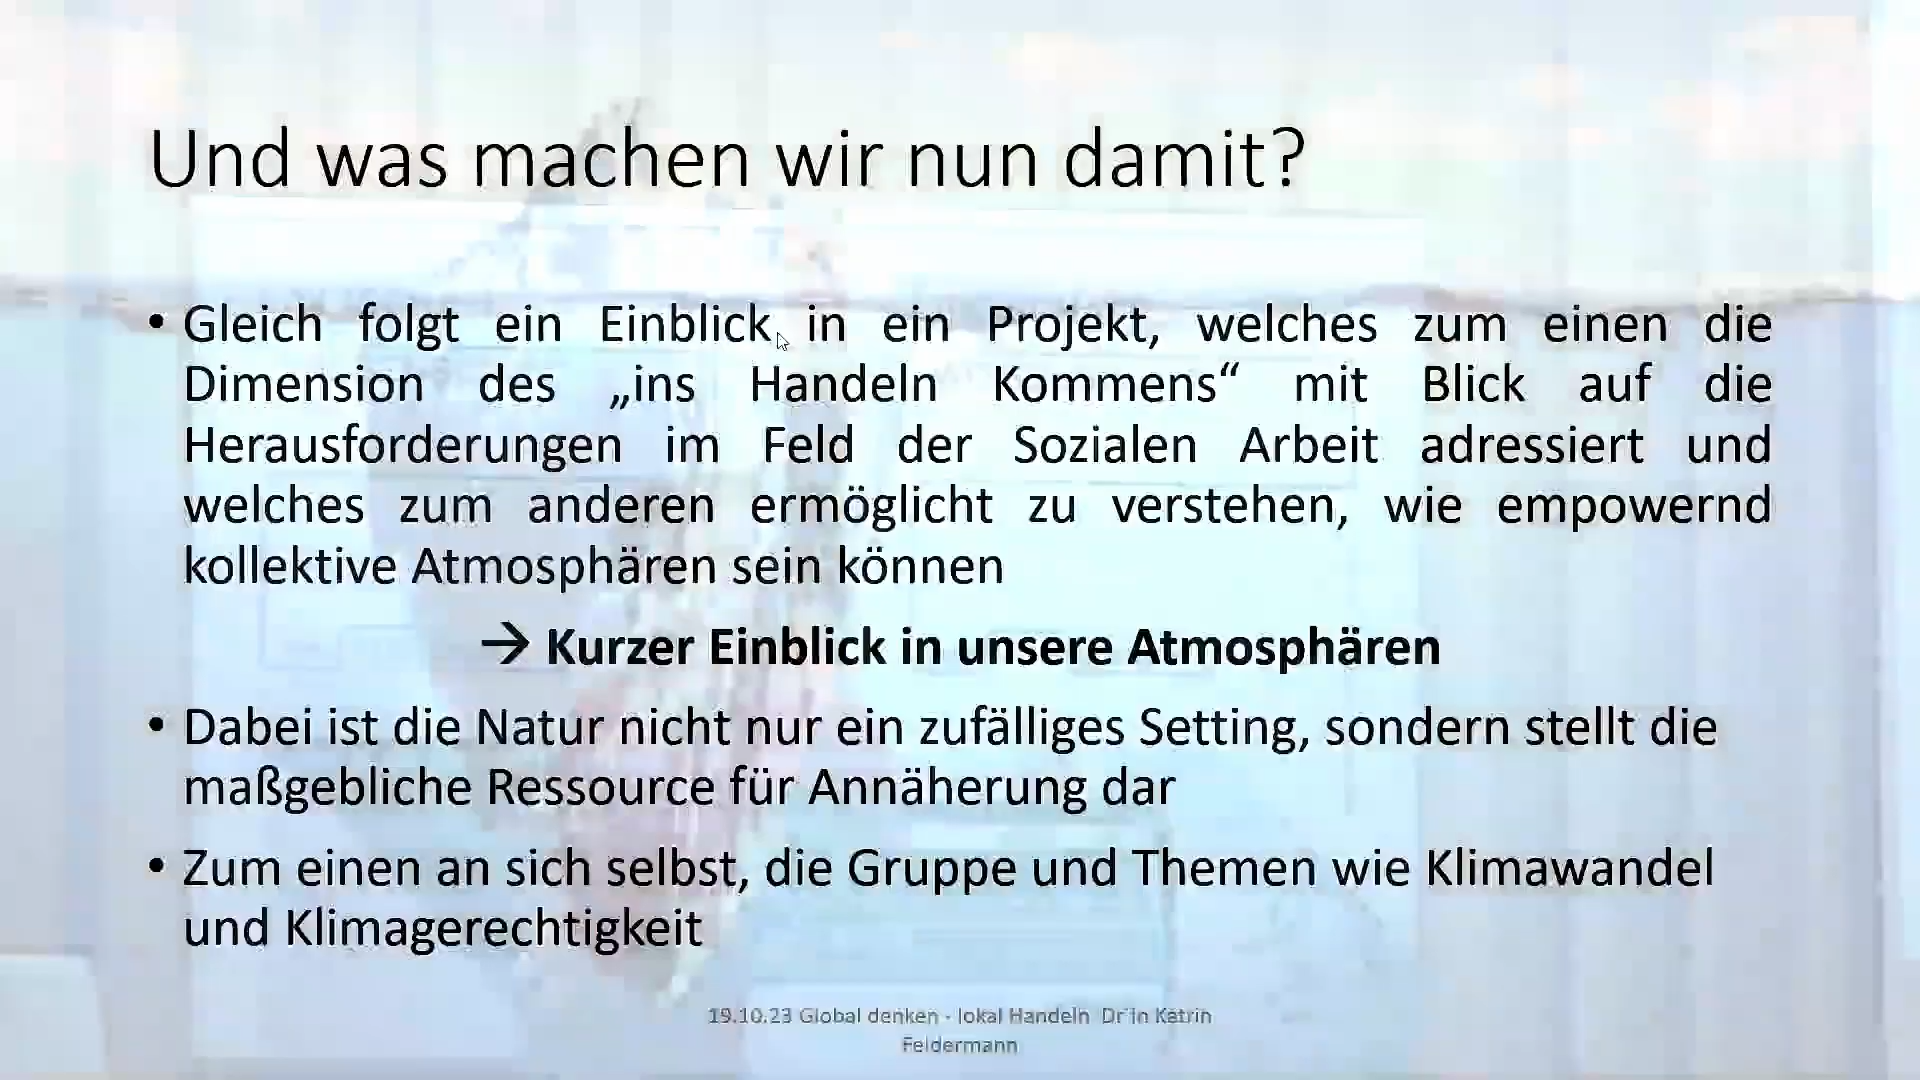 Und was machen wir nun damit?
• Gleich folgt ein Einblick in ein Projekt, welches zum einen die
Dimension des „ins Handeln Kommens“ mit Blick auf die
Herausforderungen im Feld der Sozialen Arbeit adressiert und
welches zum anderen ermöglicht zu verstehen, wie empowernd
kollektive Atmosphären sein können
→ Kurzer Einblick in unsere Atmosphären
• Dabei ist die Natur nicht nur ein zufälliges Setting, sondern stellt die
maßgebliche Ressource für Annäherung dar
• Zum einen an sich selbst, die Gruppe und Themen wie Klimawandel
und Klimagerechtigkeit
19.10.23 Global denken - lokal Handeln Dr´in Katrin
Feldermann